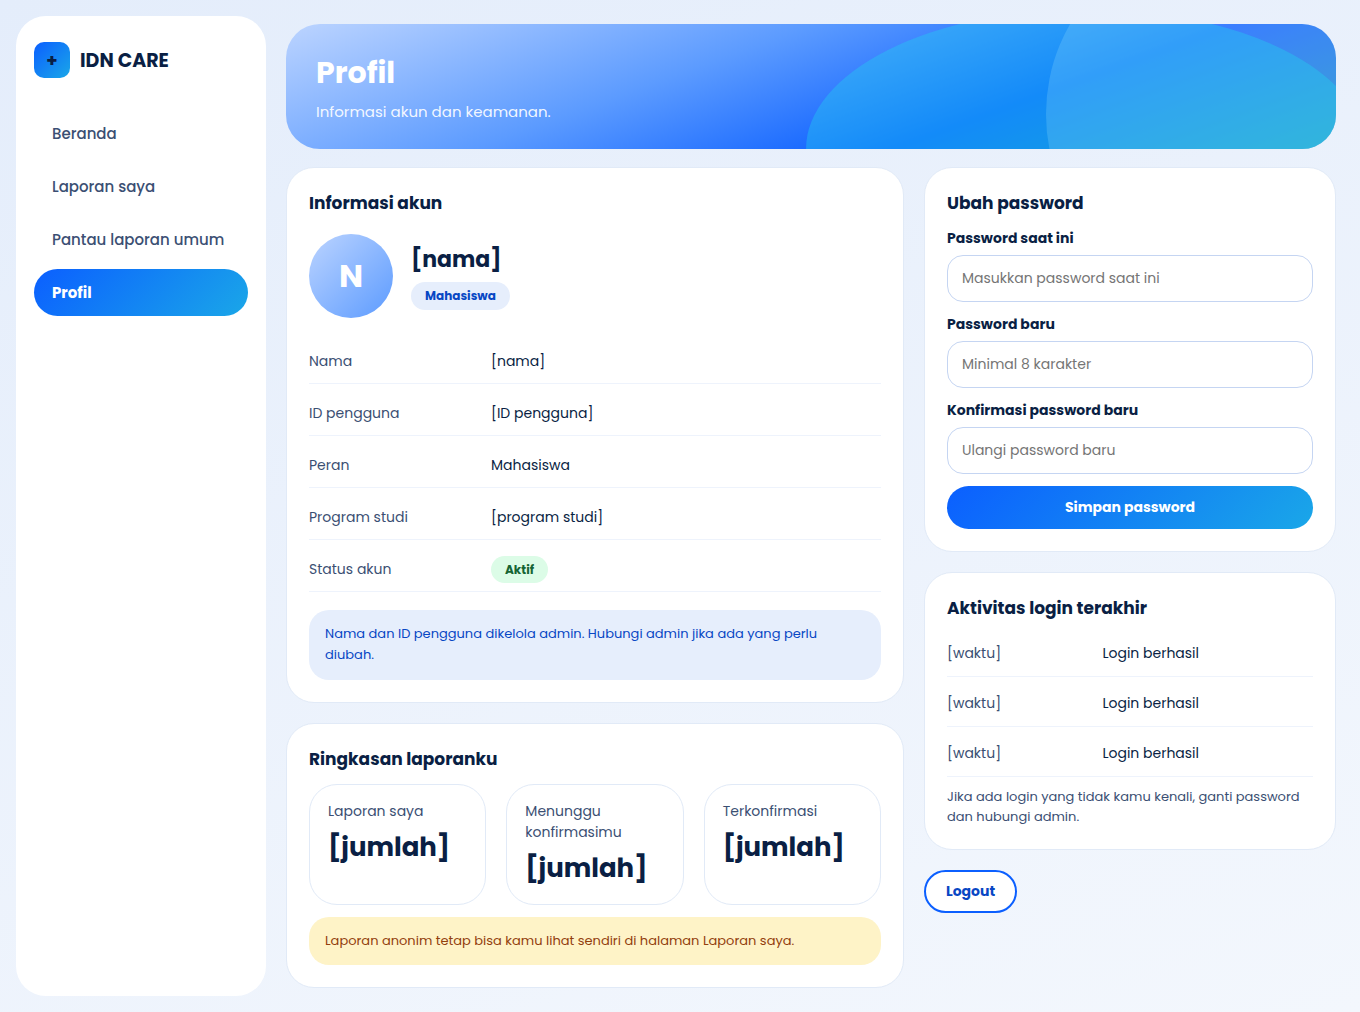 + IDN CARE
Beranda
Laporan saya
Pantau laporan umum
Profil
Profil
Informasi akun dan keamanan.
Informasi akun
N
[nama]
Mahasiswa
Nama [nama]
ID pengguna [ID pengguna]
Peran Mahasiswa
Program studi [program studi]
Status akun Aktif
Nama dan ID pengguna dikelola admin. Hubungi admin jika ada yang perlu
diubah.
Ringkasan laporanku
Laporan saya
[jumlah]
Menunggu
konfirmasimu
[jumlah]
Terkonfirmasi
[jumlah]
Laporan anonim tetap bisa kamu lihat sendiri di halaman Laporan saya.
Ubah password
Password saat ini
Masukkan password saat ini
Password baru
Minimal 8 karakter
Konfirmasi password baru
Ulangi password baru
Simpan password
Aktivitas login terakhir
[waktu] Login berhasil
[waktu] Login berhasil
[waktu] Login berhasil
Jika ada login yang tidak kamu kenali, ganti password
dan hubungi admin.
Logout